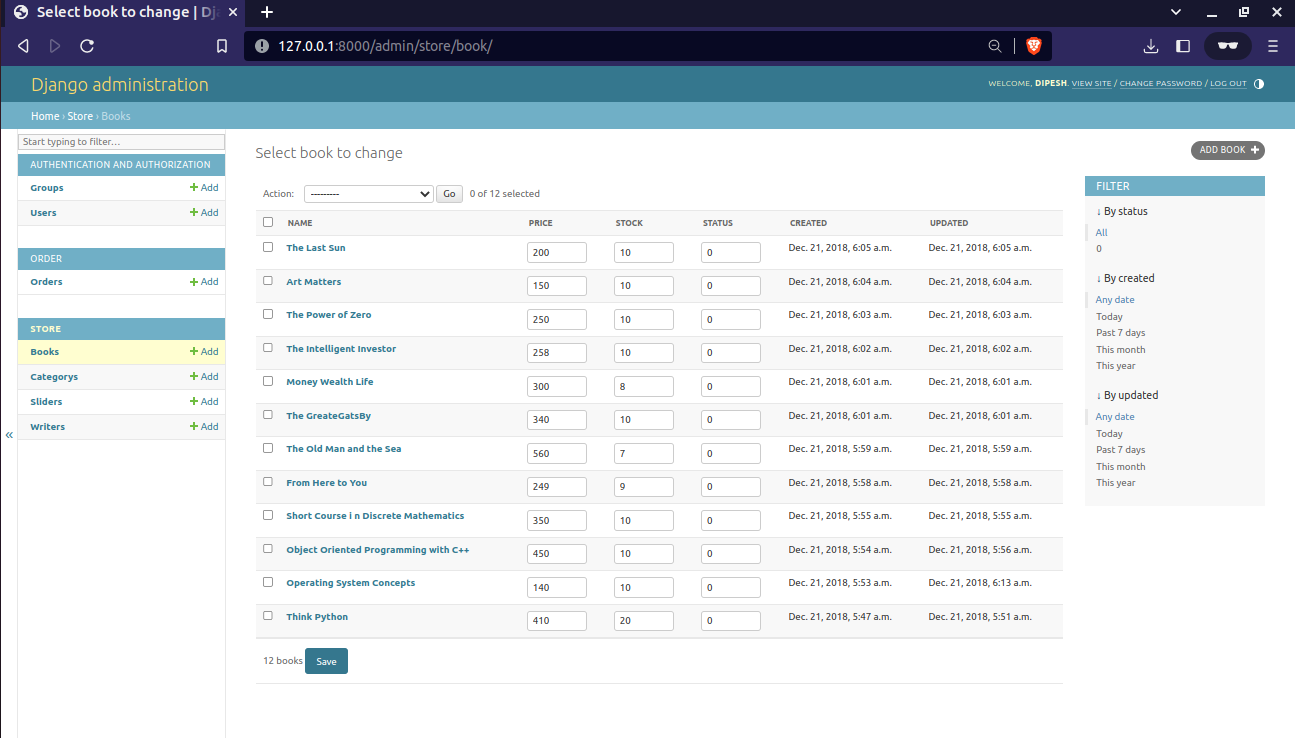 Select book to change | Dj
127.0.0.1:8000/admin/store/book/
Django administration
WELCOME, DIPESH. VIEW SITE / CHANGE PASSWORD / LOG OUT
Home › Store › Books
Start typing to filter...
AUTHENTICATION AND AUTHORIZATION
Groups + Add
Users + Add
ORDER
Orders + Add
STORE
Books + Add
Categorys + Add
Sliders + Add
Writers + Add
«
Select book to change
ADD BOOK +
Action: --------- Go 0 of 12 selected
NAME PRICE STOCK STATUS CREATED UPDATED
The Last Sun 200 10 0 Dec. 21, 2018, 6:05 a.m. Dec. 21, 2018, 6:05 a.m.
Art Matters 150 10 0 Dec. 21, 2018, 6:04 a.m. Dec. 21, 2018, 6:04 a.m.
The Power of Zero 250 10 0 Dec. 21, 2018, 6:03 a.m. Dec. 21, 2018, 6:03 a.m.
The Intelligent Investor 258 10 0 Dec. 21, 2018, 6:02 a.m. Dec. 21, 2018, 6:02 a.m.
Money Wealth Life 300 8 0 Dec. 21, 2018, 6:01 a.m. Dec. 21, 2018, 6:01 a.m.
The GreateGatsBy 340 10 0 Dec. 21, 2018, 6:01 a.m. Dec. 21, 2018, 6:01 a.m.
The Old Man and the Sea 560 7 0 Dec. 21, 2018, 5:59 a.m. Dec. 21, 2018, 5:59 a.m.
From Here to You 249 9 0 Dec. 21, 2018, 5:58 a.m. Dec. 21, 2018, 5:58 a.m.
Short Course i n Discrete Mathematics 350 10 0 Dec. 21, 2018, 5:55 a.m. Dec. 21, 2018, 5:55 a.m.
Object Oriented Programming with C++ 450 10 0 Dec. 21, 2018, 5:54 a.m. Dec. 21, 2018, 5:56 a.m.
Operating System Concepts 140 10 0 Dec. 21, 2018, 5:53 a.m. Dec. 21, 2018, 6:13 a.m.
Think Python 410 20 0 Dec. 21, 2018, 5:47 a.m. Dec. 21, 2018, 5:51 a.m.
12 books Save
FILTER
↓ By status
All
0
↓ By created
Any date
Today
Past 7 days
This month
This year
↓ By updated
Any date
Today
Past 7 days
This month
This year